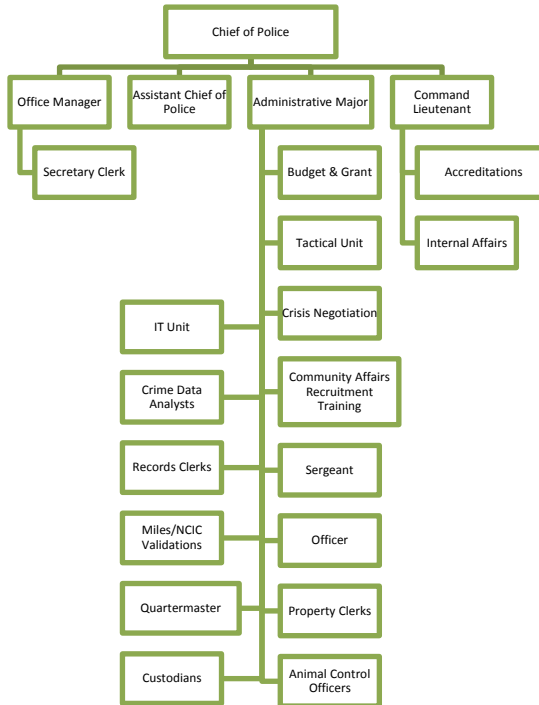 Chief of Police
Office Manager
Assistant Chief of
Police
Administrative Major
Command
Lieutenant
Secretary Clerk
Budget & Grant
Accreditations
Tactical Unit
Internal Affairs
Crisis Negotiation
IT Unit
Community Affairs
Recruitment
Training
Crime Data
Analysts
Records Clerks
Sergeant
Miles/NCIC
Validations
Officer
Quartermaster
Property Clerks
Custodians
Animal Control
Officers